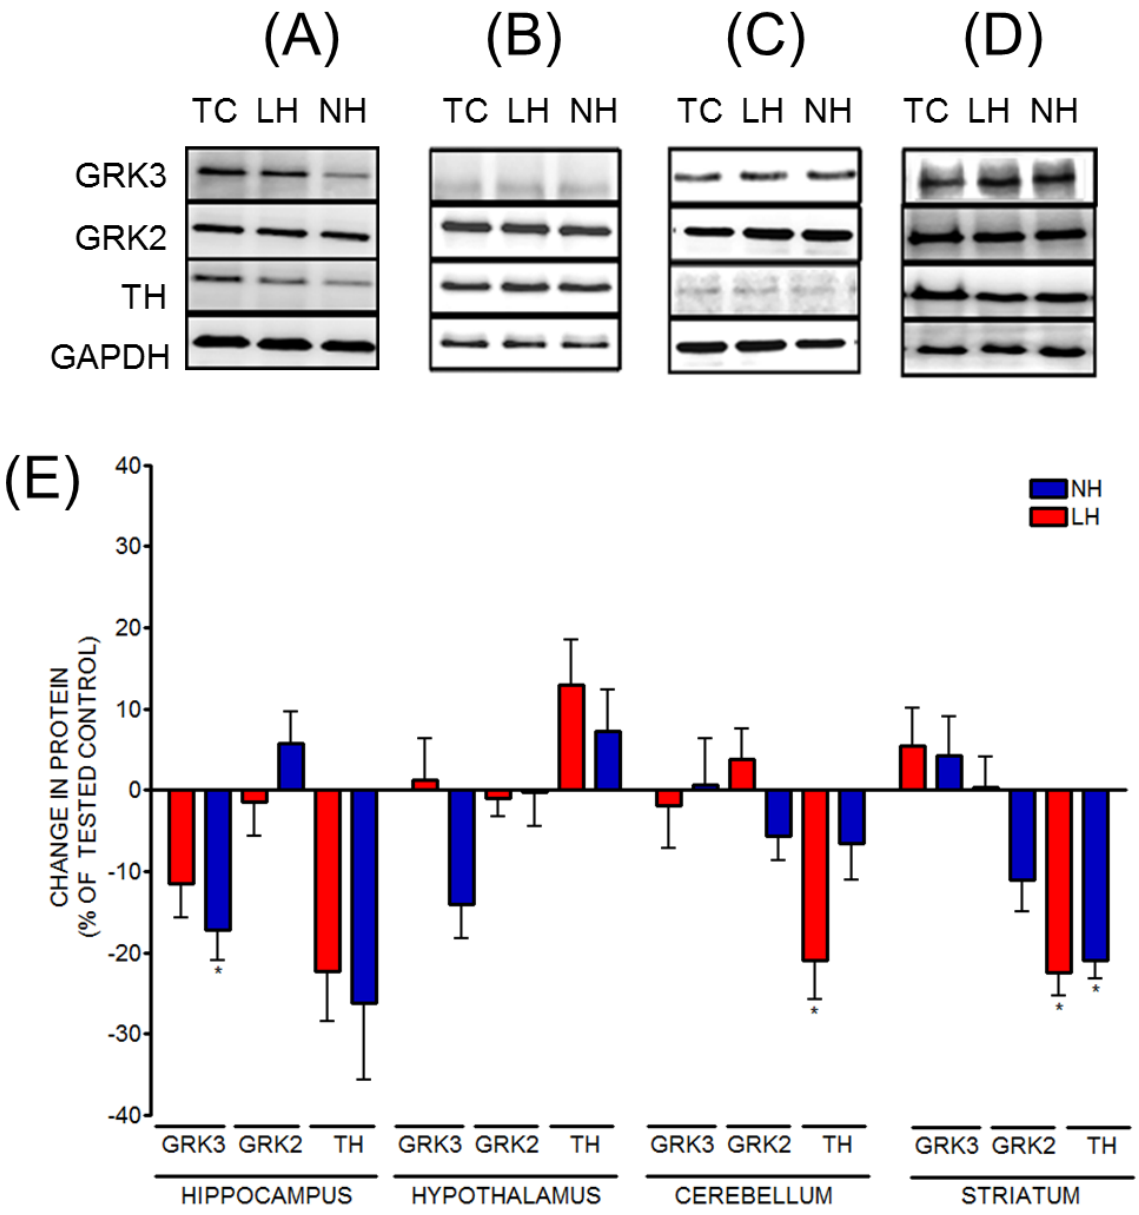 (A) (B) (C) (D)
TC LH NH TC LH NH TC LH NH TC LH NH
GRK3
GRK2
TH
GAPDH
(E)
CHANGE IN PROTEIN
(% OF TESTED CONTROL)
40
30
20
10
0
-10
-20
-30
-40
NH
LH
*
*
*
*
GRK3 GRK2 TH GRK3 GRK2 TH GRK3 GRK2 TH GRK3 GRK2 TH
HIPPOCAMPUS HYPOTHALAMUS CEREBELLUM STRIATUM